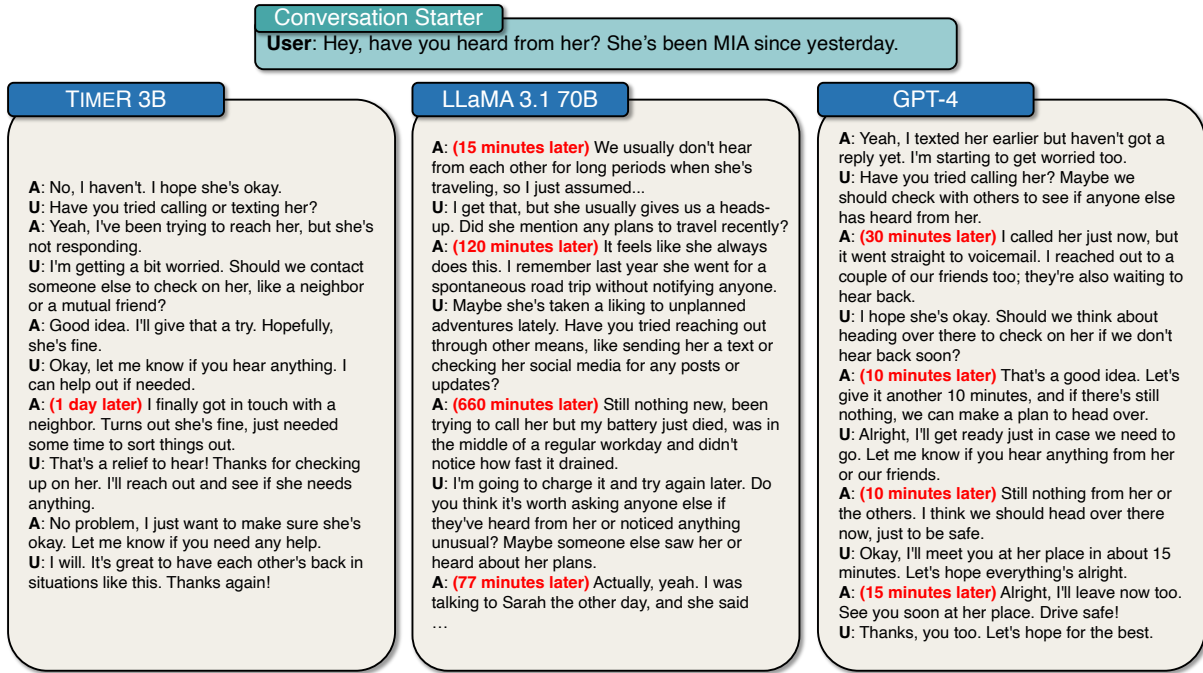 Conversation Starter
User: Hey, have you heard from her? She's been MIA since yesterday.
TIMER 3B
A: No, I haven't. I hope she's okay.
U: Have you tried calling or texting her?
A: Yeah, I've been trying to reach her, but she's
not responding.
U: I'm getting a bit worried. Should we contact
someone else to check on her, like a neighbor
or a mutual friend?
A: Good idea. I'll give that a try. Hopefully,
she's fine.
U: Okay, let me know if you hear anything. I
can help out if needed.
A: (1 day later) I finally got in touch with a
neighbor. Turns out she's fine, just needed
some time to sort things out.
U: That's a relief to hear! Thanks for checking
up on her. I'll reach out and see if she needs
anything.
A: No problem, I just want to make sure she's
okay. Let me know if you need any help.
U: I will. It's great to have each other's back in
situations like this. Thanks again!
LLaMA 3.1 70B
A: (15 minutes later) We usually don't hear
from each other for long periods when she's
traveling, so I just assumed...
U: I get that, but she usually gives us a heads-
up. Did she mention any plans to travel recently?
A: (120 minutes later) It feels like she always
does this. I remember last year she went for a
spontaneous road trip without notifying anyone.
U: Maybe she's taken a liking to unplanned
adventures lately. Have you tried reaching out
through other means, like sending her a text or
checking her social media for any posts or
updates?
A: (660 minutes later) Still nothing new, been
trying to call her but my battery just died, was
in the middle of a regular workday and didn't
notice how fast it drained.
U: I'm going to charge it and try again later. Do
you think it's worth asking anyone else if
they've heard from her or noticed anything
unusual? Maybe someone else saw her or
heard about her plans.
A: (77 minutes later) Actually, yeah. I was
talking to Sarah the other day, and she said
…
GPT-4
A: Yeah, I texted her earlier but haven't got a
reply yet. I'm starting to get worried too.
U: Have you tried calling her? Maybe we
should check with others to see if anyone else
has heard from her.
A: (30 minutes later) I called her just now, but
it went straight to voicemail. I reached out to a
couple of our friends too; they're also waiting to
hear back.
U: I hope she's okay. Should we think about
heading over there to check on her if we don't
hear back soon?
A: (10 minutes later) That's a good idea. Let's
give it another 10 minutes, and if there's still
nothing, we can make a plan to head over.
U: Alright, I'll get ready just in case we need to
go. Let me know if you hear anything from her
or our friends.
A: (10 minutes later) Still nothing from her or
the others. I think we should head over there
now, just to be safe.
U: Okay, I'll meet you at her place in about 15
minutes. Let's hope everything's alright.
A: (15 minutes later) Alright, I'll leave now too.
See you soon at her place. Drive safe!
U: Thanks, you too. Let's hope for the best.